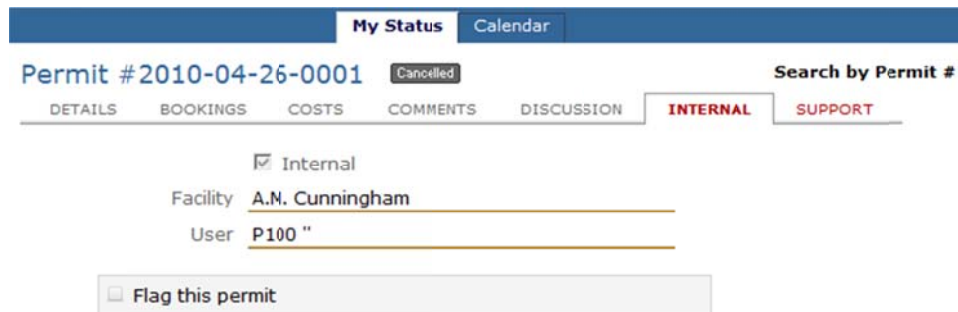 My Status Calendar
Permit #2010-04-26-0001 Cancelled Search by Permit #
DETAILS BOOKINGS COSTS COMMENTS DISCUSSION INTERNAL SUPPORT
Internal
Facility A.N. Cunningham
User P100 "
Flag this permit